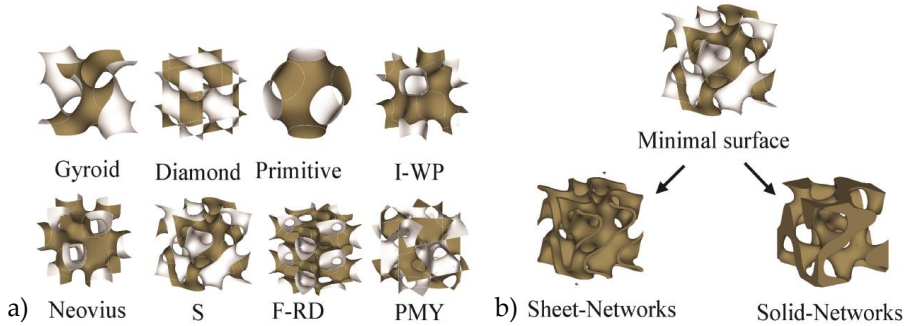 Gyroid Diamond Primitive I-WP
Neovius S F-RD PMY
a)
Minimal surface
Sheet-Networks Solid-Networks
b)